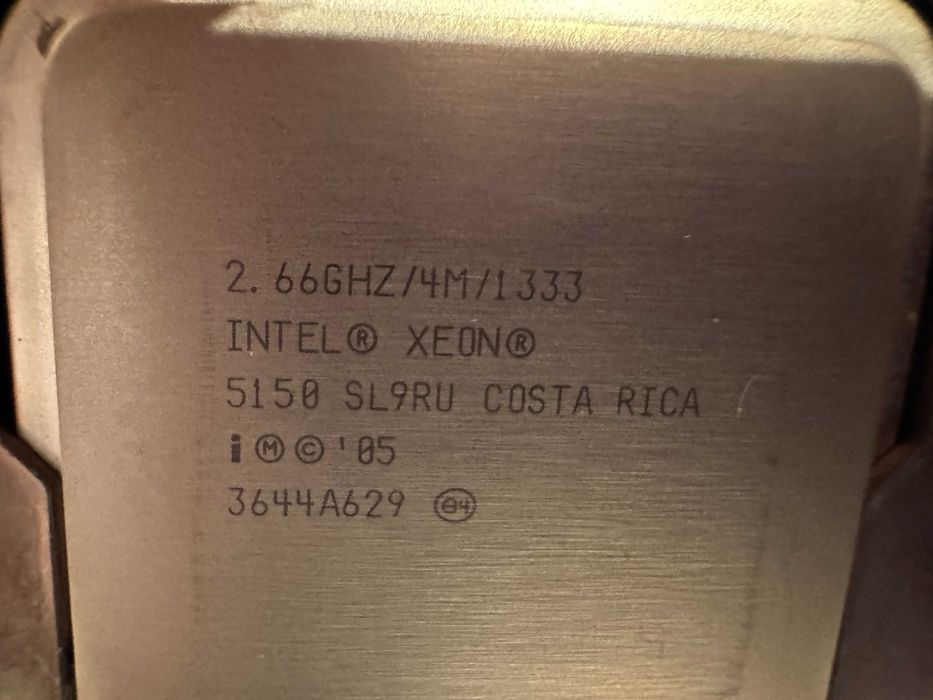 2.66GHZ/4M/1333
INTEL® XEON®
5150 SL9RU COSTA RICA
i Ⓜ © '05
3644A629 e4